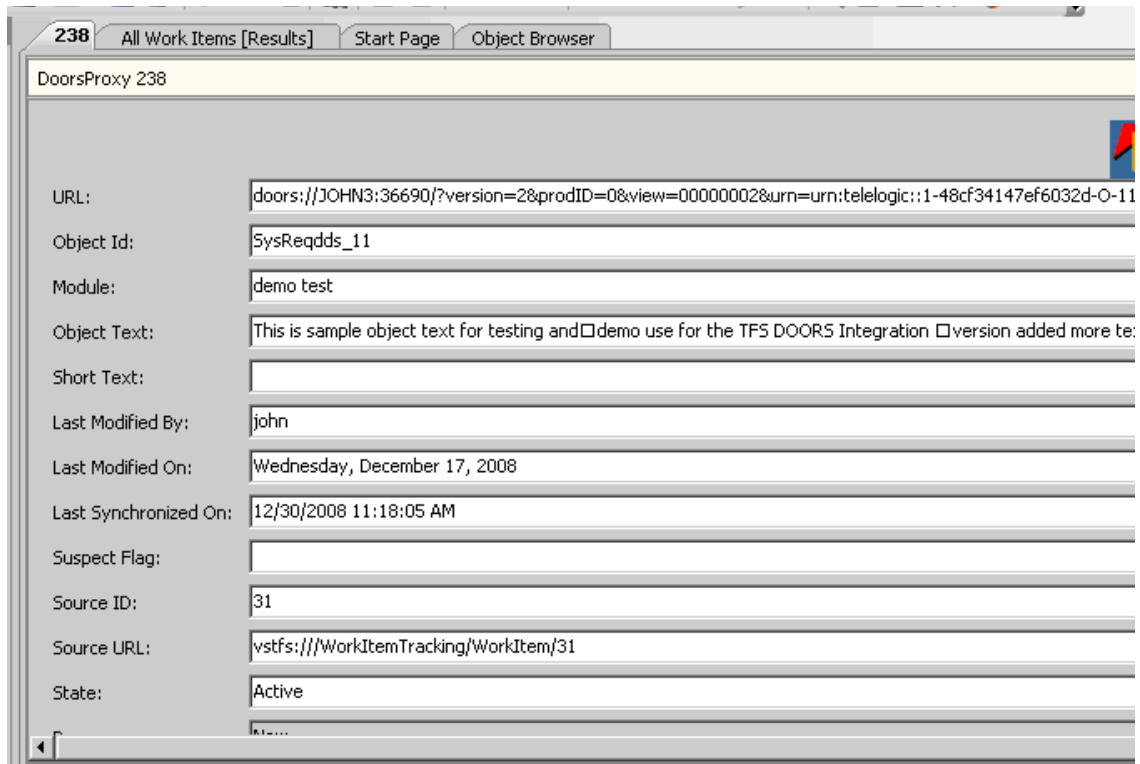 238 All Work Items [Results] Start Page Object Browser
DoorsProxy 238
URL: doors://JOHN3:36690/?version=2&prodID=0&view=00000002&urn=urn:telelogic::1-48cf34147ef6032d-O-11
Object Id: SysReqdds_11
Module: demo test
Object Text: This is sample object text for testing and□demo use for the TFS DOORS Integration □version added more te
Short Text:
Last Modified By: john
Last Modified On: Wednesday, December 17, 2008
Last Synchronized On: 12/30/2008 11:18:05 AM
Suspect Flag:
Source ID: 31
Source URL: vstfs:///WorkItemTracking/WorkItem/31
State: Active